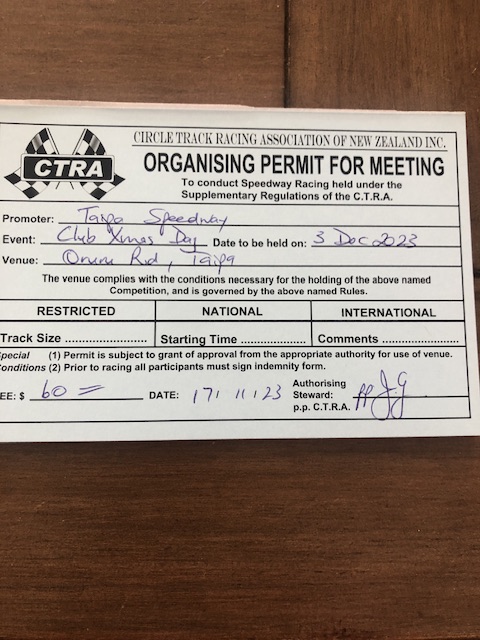 CTRA
CIRCLE TRACK RACING ASSOCIATION OF NEW ZEALAND INC.
ORGANISING PERMIT FOR MEETING
To conduct Speedway Racing held under the
Supplementary Regulations of the C.T.R.A.
Promoter: Taipa Speedway
Event: Club Xmas Day Date to be held on: 3 Dec 2023
Venue: Oruru Rd, Taipa
The venue complies with the conditions necessary for the holding of the above named
Competition, and is governed by the above named Rules.
RESTRICTED NATIONAL INTERNATIONAL
Track Size ........................ Starting Time ................... Comments ...................
pecial (1) Permit is subject to grant of approval from the appropriate authority for use of venue.
onditions (2) Prior to racing all participants must sign indemnity form.
EE: $ 60 = DATE: 17/11/23 Authorising
Steward: pp J.G
p.p. C.T.R.A.